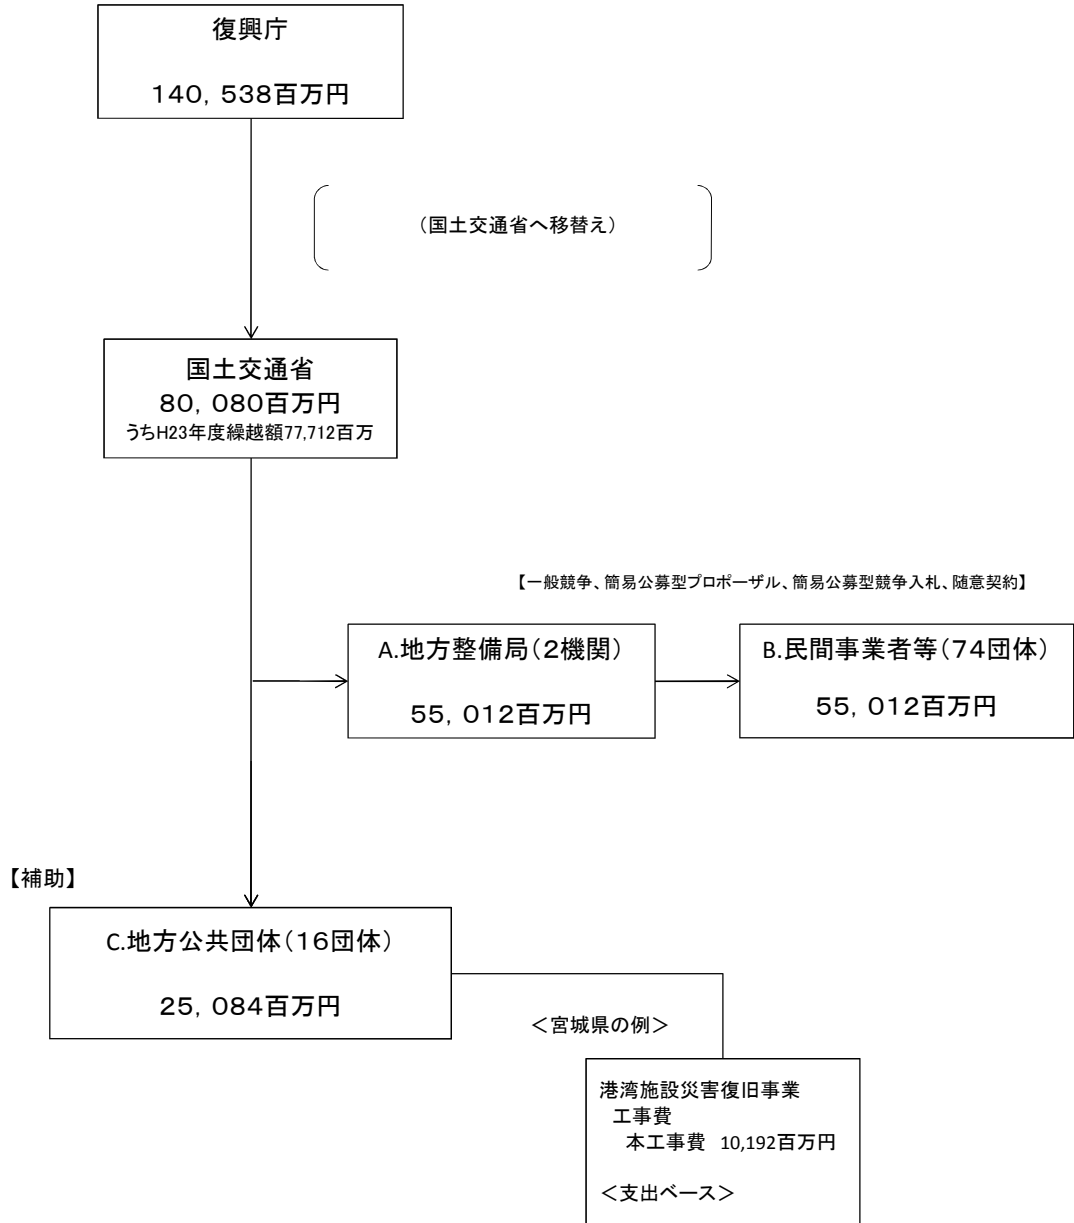 復興庁
140，538百万円
（国土交通省へ移替え）
国土交通省
80，080百万円
うちH23年度繰越額77,712百万
【一般競争、簡易公募型プロポーザル、簡易公募型競争入札、随意契約】
A.地方整備局（2機関）
55，012百万円
B.民間事業者等（74団体）
55，012百万円
【補助】
C.地方公共団体（16団体）
25，084百万円
＜宮城県の例＞
港湾施設災害復旧事業
工事費
本工事費 10,192百万円
＜支出ベース＞